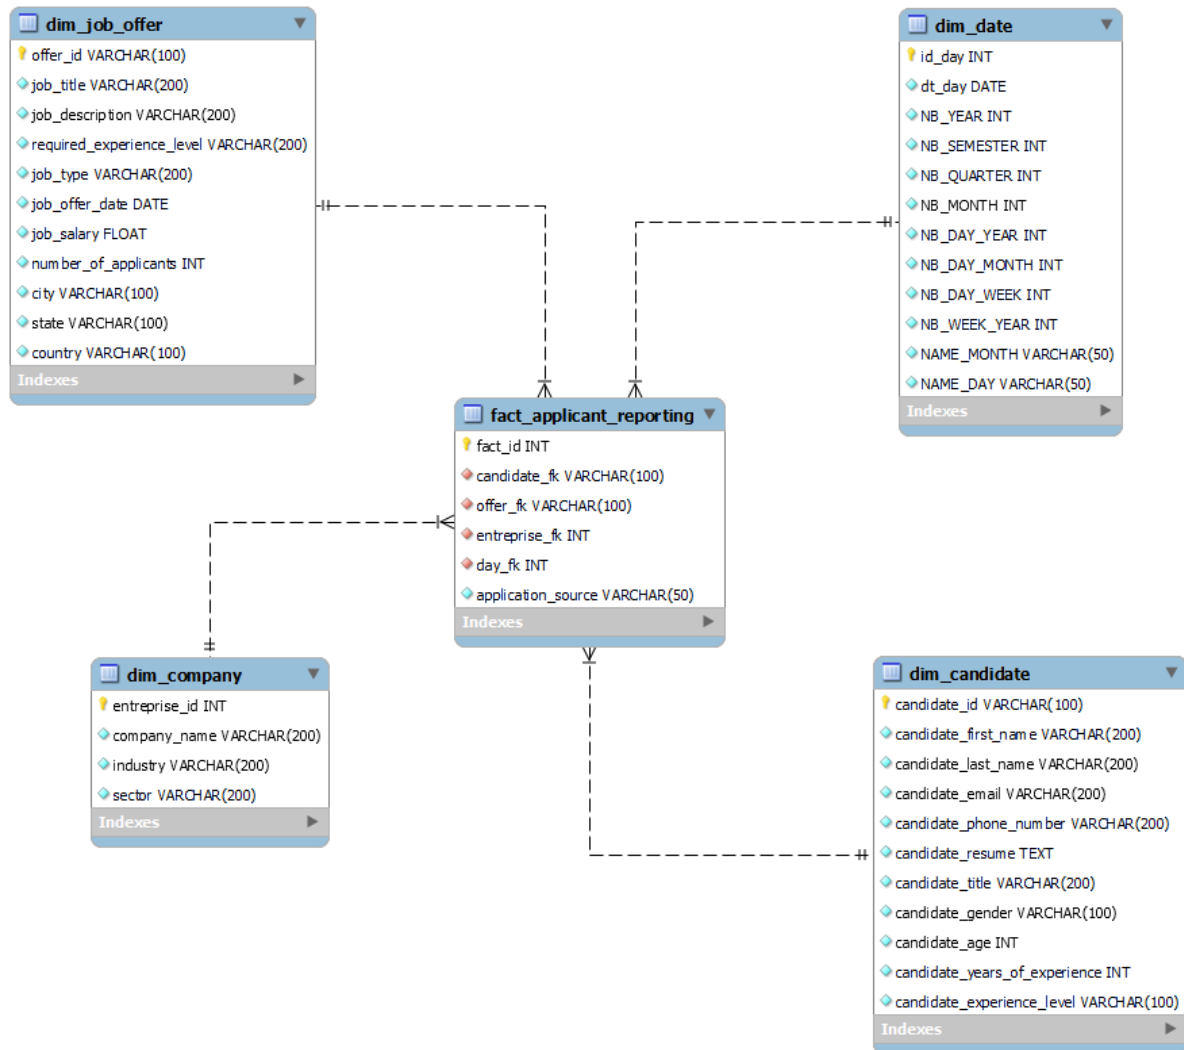 dim_job_offer
offer_id VARCHAR(100)
job_title VARCHAR(200)
job_description VARCHAR(200)
required_experience_level VARCHAR(200)
job_type VARCHAR(200)
job_offer_date DATE
job_salary FLOAT
number_of_applicants INT
city VARCHAR(100)
state VARCHAR(100)
country VARCHAR(100)
Indexes
dim_date
id_day INT
dt_day DATE
NB_YEAR INT
NB_SEMESTER INT
NB_QUARTER INT
NB_MONTH INT
NB_DAY_YEAR INT
NB_DAY_MONTH INT
NB_DAY_WEEK INT
NB_WEEK_YEAR INT
NAME_MONTH VARCHAR(50)
NAME_DAY VARCHAR(50)
Indexes
fact_applicant_reporting
fact_id INT
candidate_fk VARCHAR(100)
offer_fk VARCHAR(100)
entreprise_fk INT
day_fk INT
application_source VARCHAR(50)
Indexes
dim_company
entreprise_id INT
company_name VARCHAR(200)
industry VARCHAR(200)
sector VARCHAR(200)
Indexes
dim_candidate
candidate_id VARCHAR(100)
candidate_first_name VARCHAR(200)
candidate_last_name VARCHAR(200)
candidate_email VARCHAR(200)
candidate_phone_number VARCHAR(200)
candidate_resume TEXT
candidate_title VARCHAR(200)
candidate_gender VARCHAR(100)
candidate_age INT
candidate_years_of_experience INT
candidate_experience_level VARCHAR(100)
Indexes